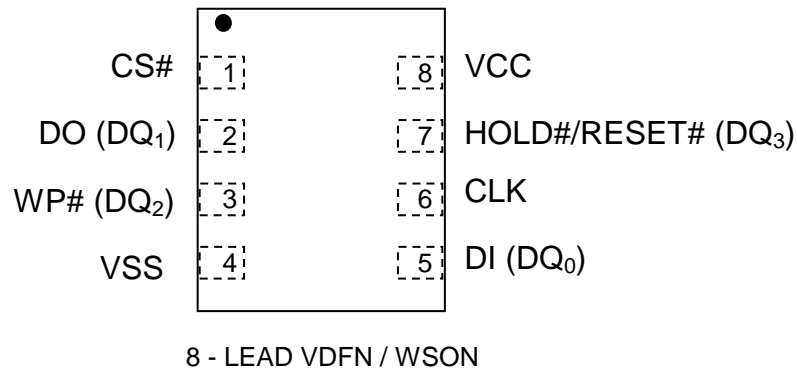 CS# 1 8 VCC
DO (DQ₁) 2 7 HOLD#/RESET# (DQ₃)
WP# (DQ₂) 3 6 CLK
VSS 4 5 DI (DQ₀)
8 - LEAD VDFN / WSON